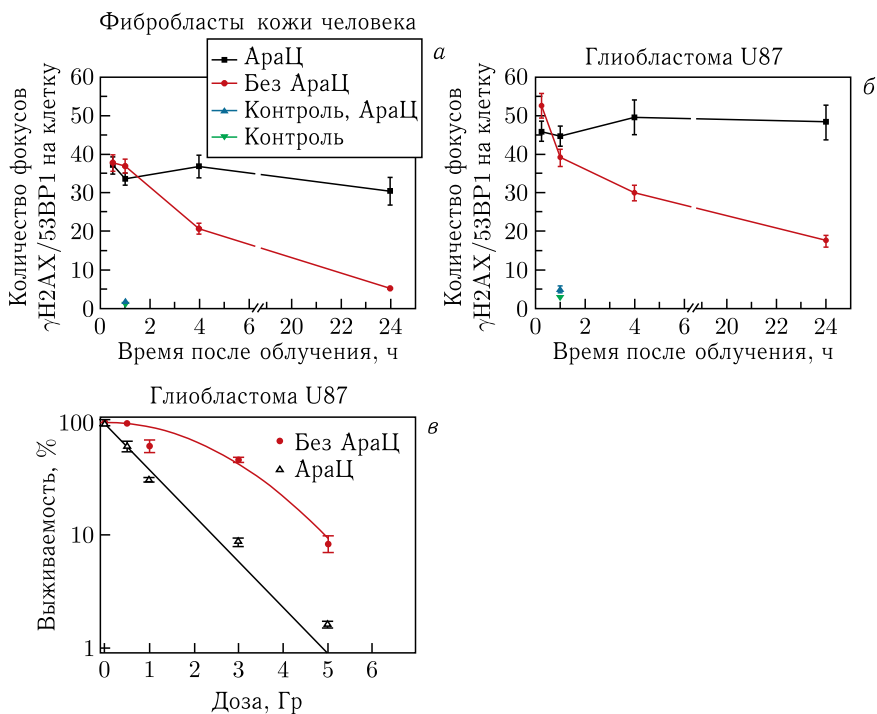 Фибробласты кожи человека
а
АраЦ
Без АраЦ
Контроль, АраЦ
Контроль
Количество фокусов
γH2AX/53BP1 на клетку
60
50
40
30
20
10
0
0 2 4 6 20 22 24
Время после облучения, ч
Глиобластома U87
б
Количество фокусов
γH2AX/53BP1 на клетку
60
50
40
30
20
10
0
0 2 4 6 20 22 24
Время после облучения, ч
Глиобластома U87
в
Без АраЦ
АраЦ
Выживаемость, %
100
10
1
0 1 2 3 4 5 6
Доза, Гр